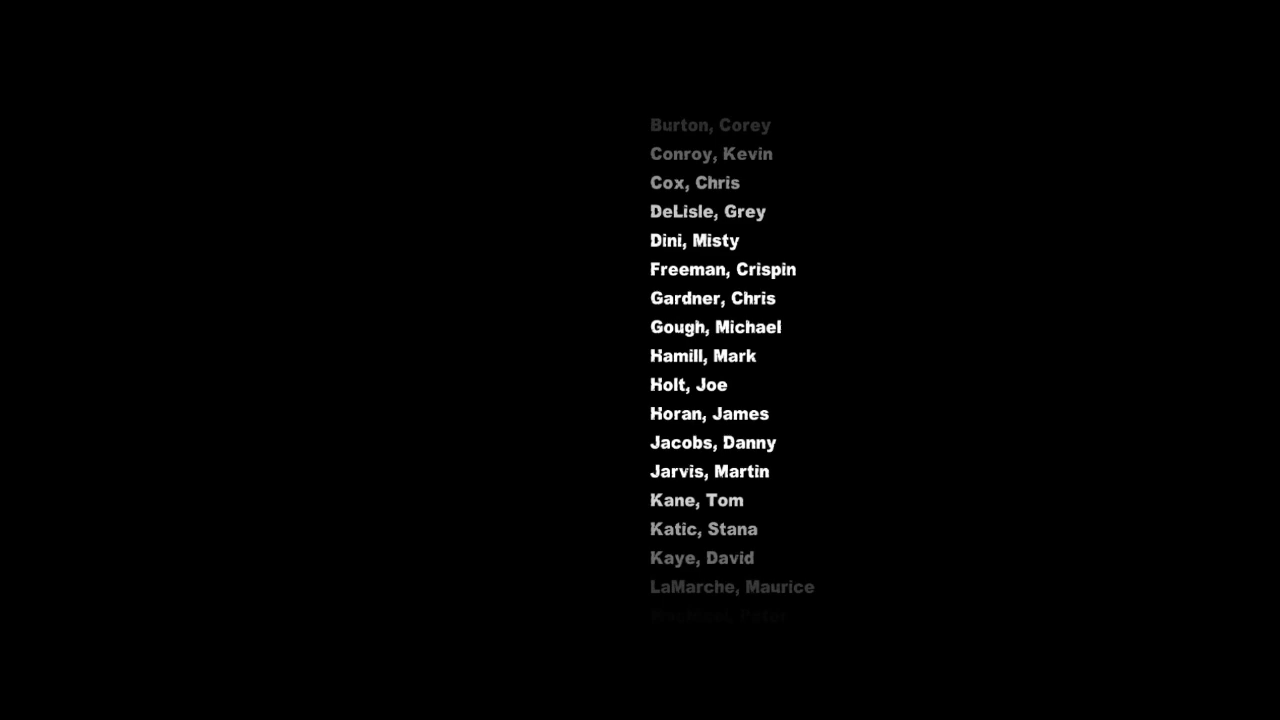 Burton, Corey
Conroy, Kevin
Cox, Chris
DeLisle, Grey
Dini, Misty
Freeman, Crispin
Gardner, Chris
Gough, Michael
Hamill, Mark
Holt, Joe
Horan, James
Jacobs, Danny
Jarvis, Martin
Kane, Tom
Katic, Stana
Kaye, David
LaMarche, Maurice
Peter